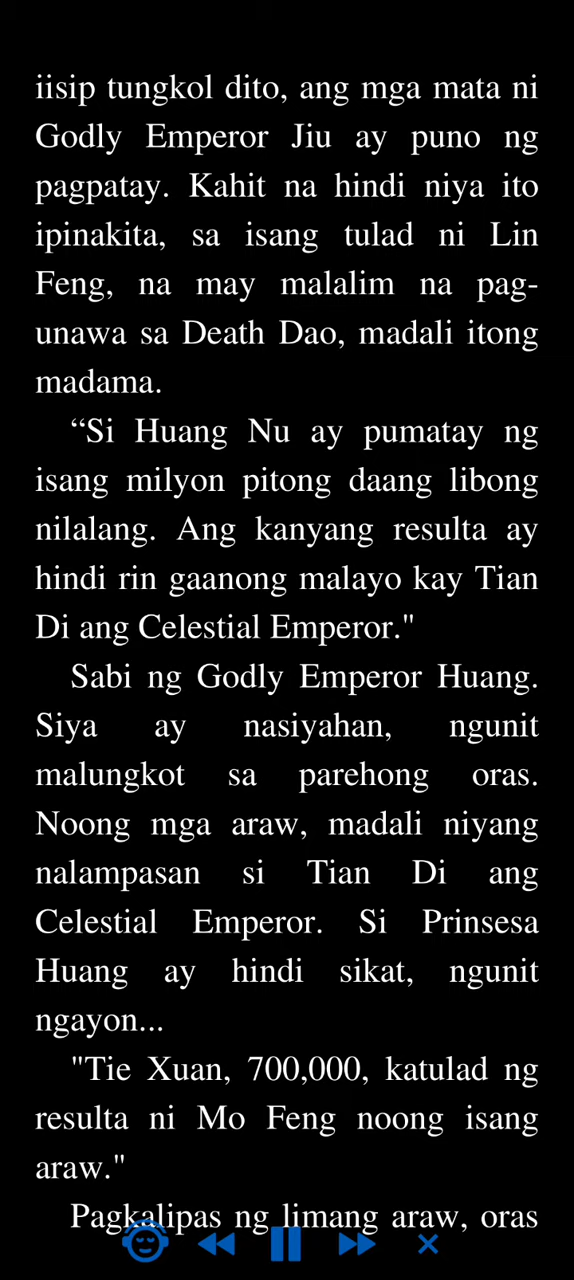 iisip tungkol dito, ang mga mata ni
Godly Emperor Jiu ay puno ng
pagpatay. Kahit na hindi niya ito
ipinakita, sa isang tulad ni Lin
Feng, na may malalim na pag-
unawa sa Death Dao, madali itong
madama.
“Si Huang Nu ay pumatay ng
isang milyon pitong daang libong
nilalang. Ang kanyang resulta ay
hindi rin gaanong malayo kay Tian
Di ang Celestial Emperor."
Sabi ng Godly Emperor Huang.
Siya ay nasiyahan, ngunit
malungkot sa parehong oras.
Noong mga araw, madali niyang
nalampasan si Tian Di ang
Celestial Emperor. Si Prinsesa
Huang ay hindi sikat, ngunit
ngayon...
"Tie Xuan, 700,000, katulad ng
resulta ni Mo Feng noong isang
araw."
Pagkalipas ng limang araw, oras